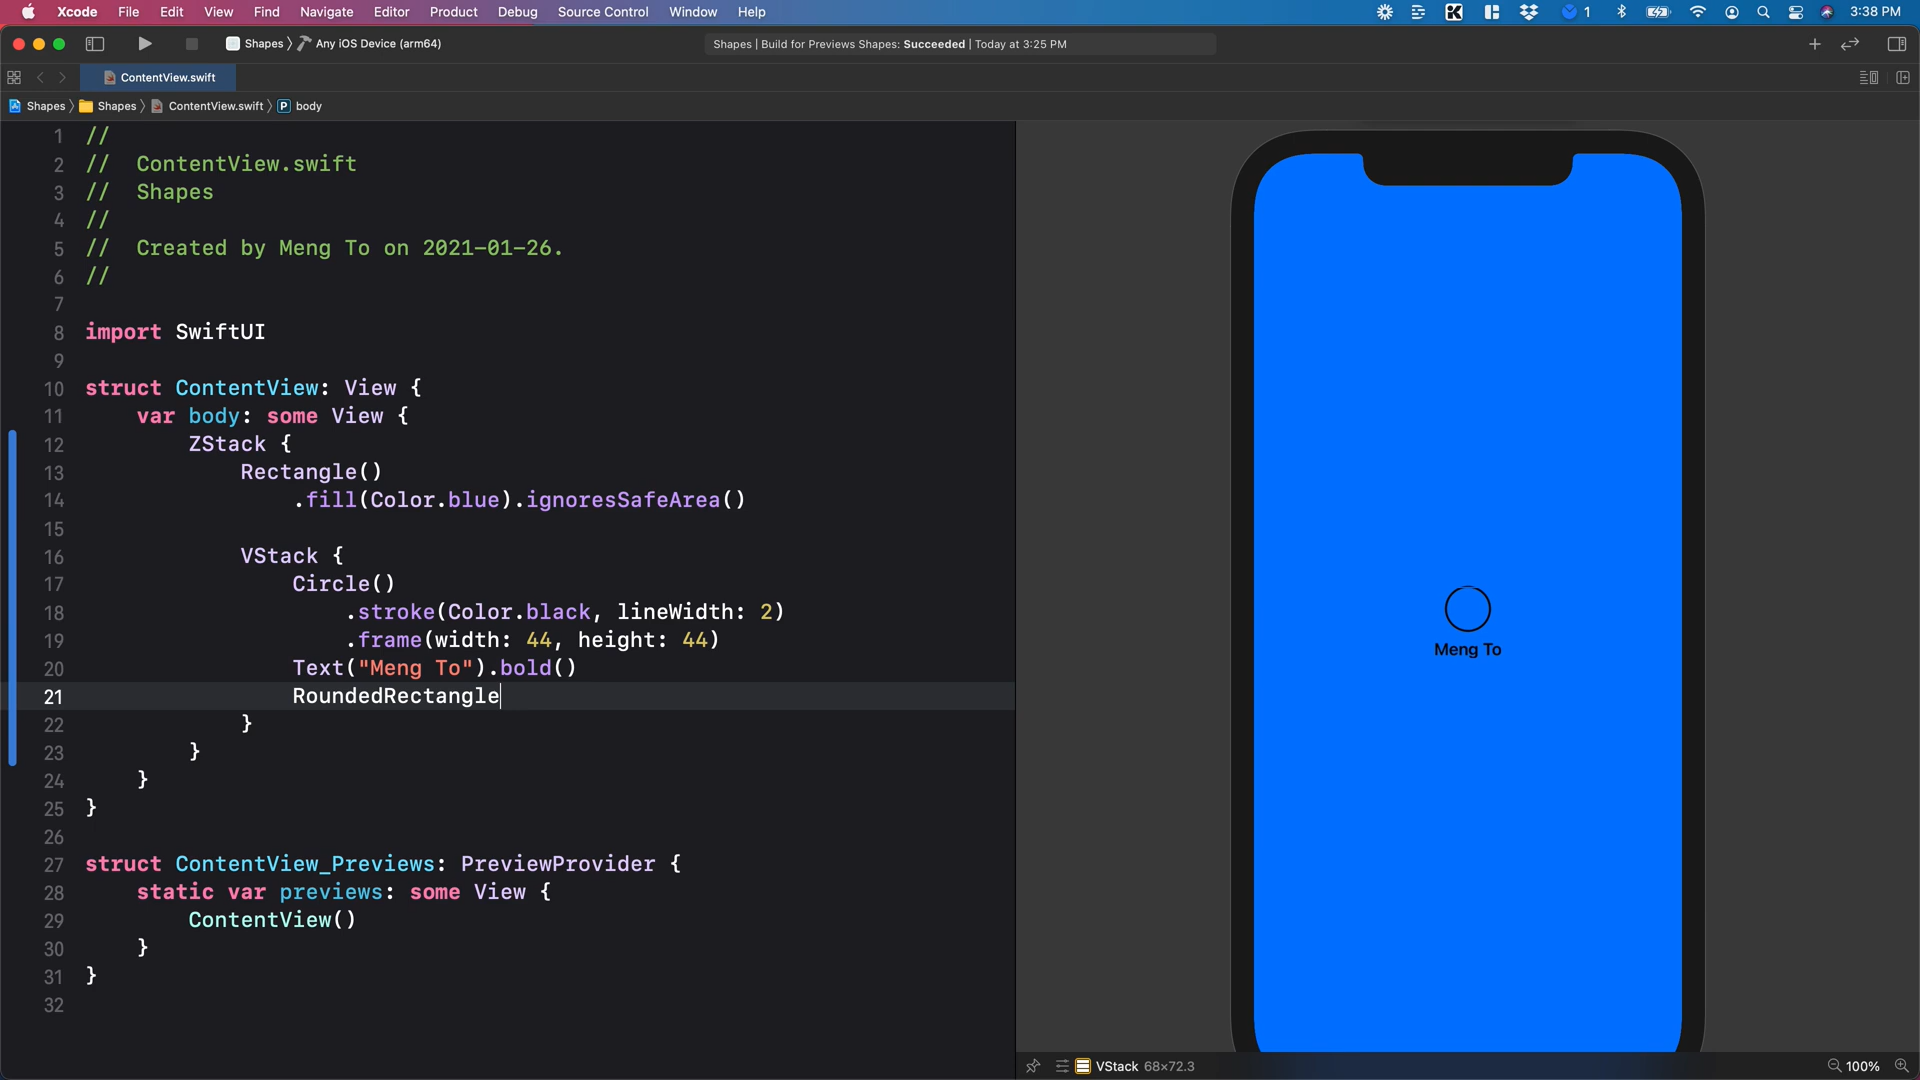 Xcode File Edit View Find Navigate Editor Product Debug Source Control Window Help 1 3:38 PM
Shapes Any iOS Device (arm64) Shapes | Build for Previews Shapes: Succeeded | Today at 3:25 PM
ContentView.swift
Shapes Shapes ContentView.swift P body
1 //
2 //  ContentView.swift
3 //  Shapes
4 //
5 //  Created by Meng To on 2021-01-26.
6 //
7
8 import SwiftUI
9
10 struct ContentView: View {
11     var body: some View {
12         ZStack {
13             Rectangle()
14                 .fill(Color.blue).ignoresSafeArea()
15
16             VStack {
17                 Circle()
18                     .stroke(Color.black, lineWidth: 2)
19                     .frame(width: 44, height: 44)
20                 Text("Meng To").bold()
21                 RoundedRectangle
22             }
23         }
24     }
25 }
26
27 struct ContentView_Previews: PreviewProvider {
28     static var previews: some View {
29         ContentView()
30     }
31 }
32
Meng To
VStack 68×72.3 100%